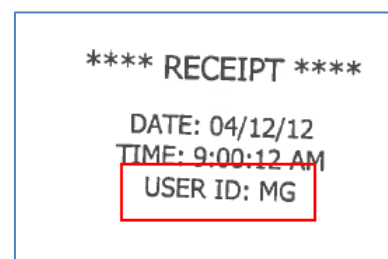 **** RECEIPT ****
DATE: 04/12/12
TIME: 9:00:12 AM
USER ID: MG